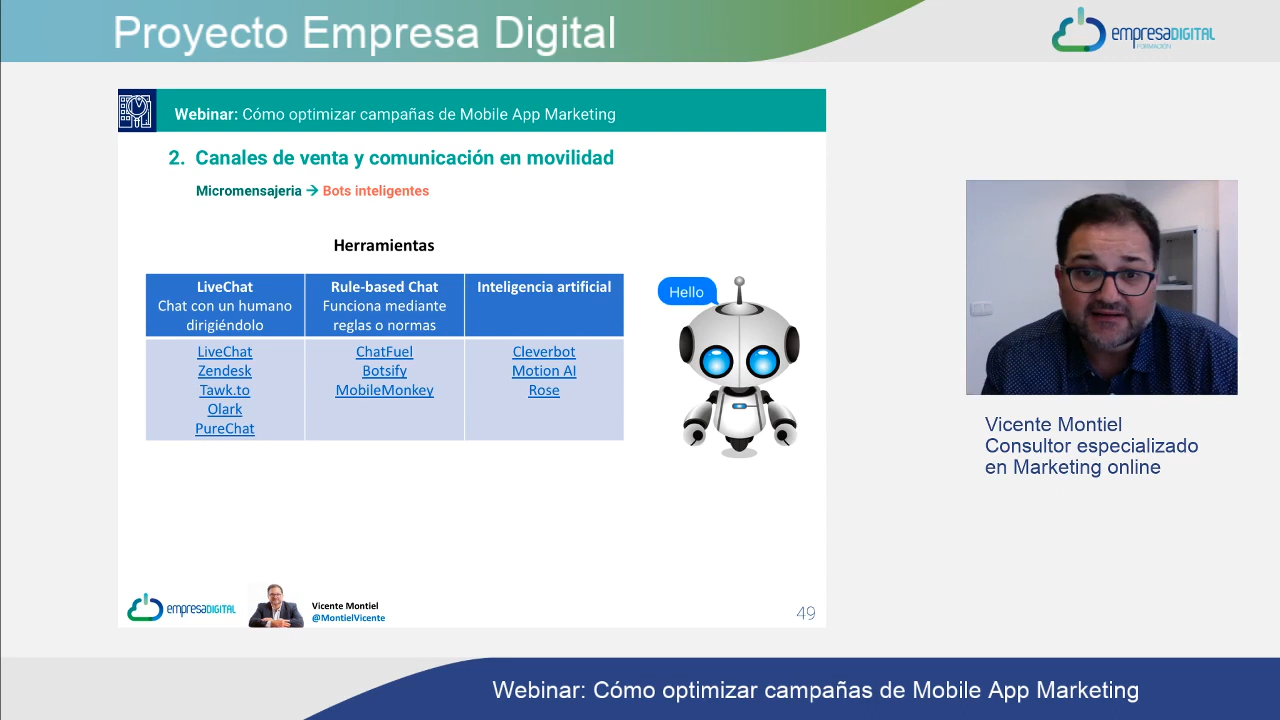 Proyecto Empresa Digital
empresaDIGITAL
FORMACIÓN
Webinar: Cómo optimizar campañas de Mobile App Marketing
2. Canales de venta y comunicación en movilidad
Micromensajeria → Bots inteligentes
Herramientas
LiveChat
Chat con un humano
dirigiéndolo
Rule-based Chat
Funciona mediante
reglas o normas
Inteligencia artificial
LiveChat
Zendesk
Tawk.to
Olark
PureChat
ChatFuel
Botsify
MobileMonkey
Cleverbot
Motion AI
Rose
Hello
Vicente Montiel
Consultor especializado
en Marketing online
empresaDIGITAL
Vicente Montiel
@MontielVicente
49
Webinar: Cómo optimizar campañas de Mobile App Marketing